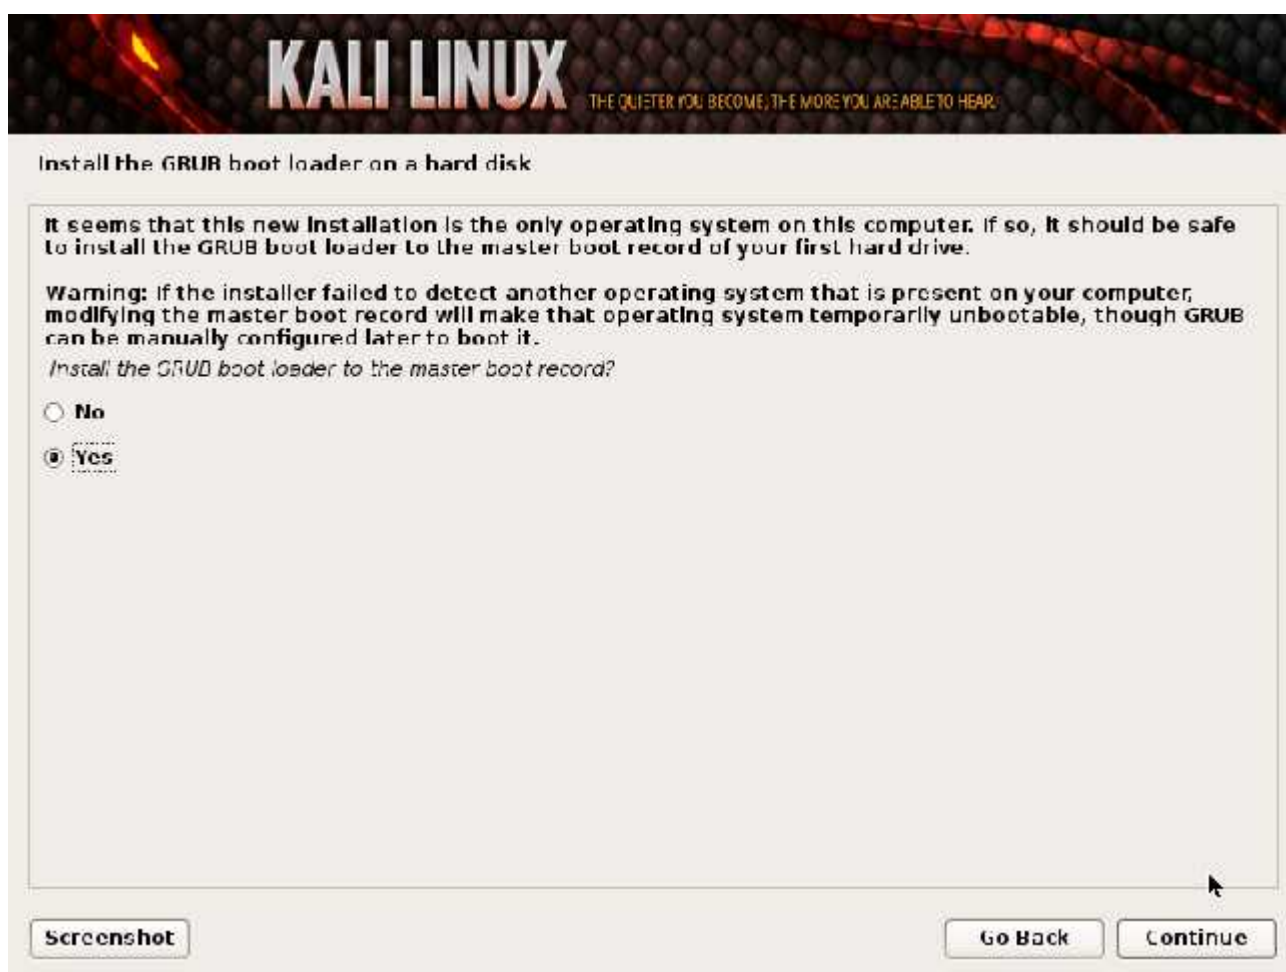 KALI LINUX
THE QUIETER YOU BECOME, THE MORE YOU ARE ABLE TO HEAR.
Install the GRUB boot loader on a hard disk
It seems that this new installation is the only operating system on this computer. If so, it should be safe
to install the GRUB boot loader to the master boot record of your first hard drive.
Warning: If the installer failed to detect another operating system that is present on your computer,
modifying the master boot record will make that operating system temporarily unbootable, though GRUB
can be manually configured later to boot it.
Install the GRUB boot loader to the master boot record?
No
Yes
Screenshot
Go Back
Continue